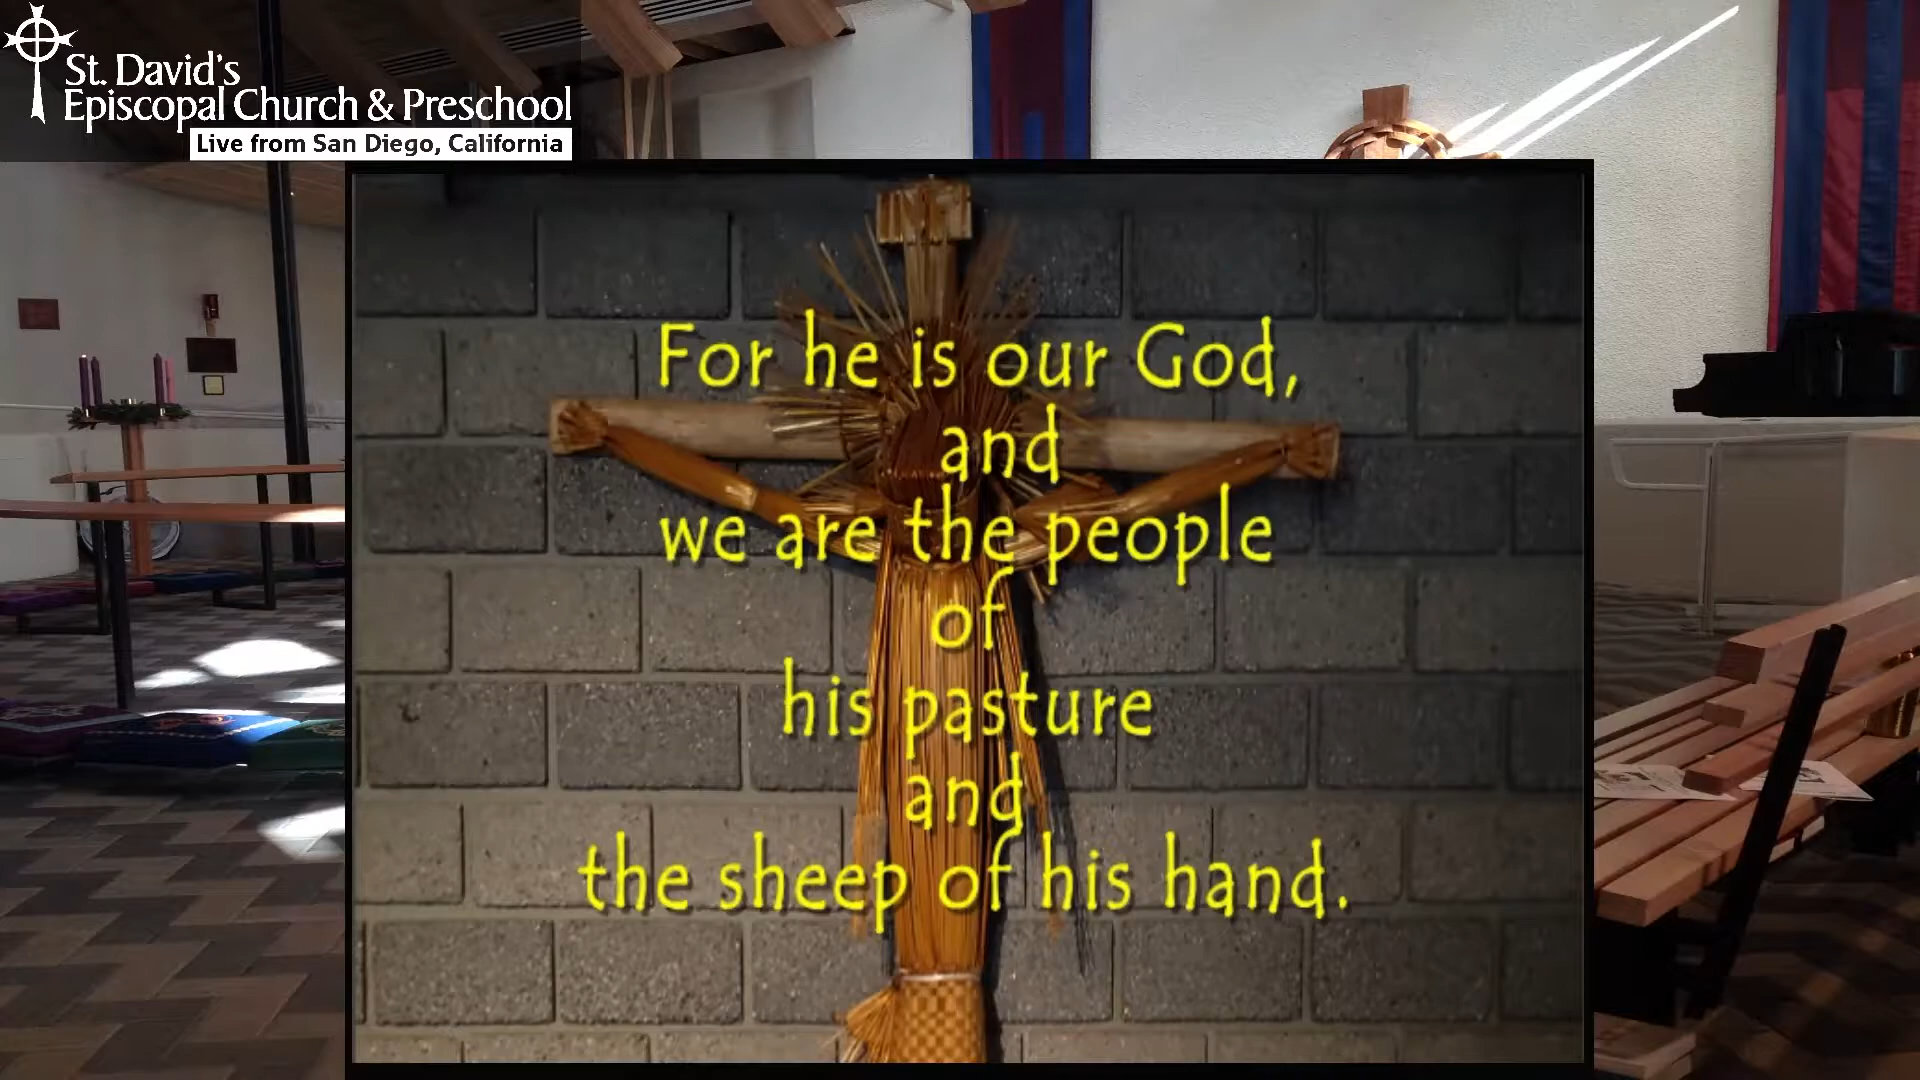 St. David's
Episcopal Church & Preschool
Live from San Diego, California
For he is our God,
and
we are the people
of
his pasture
and
the sheep of his hand.